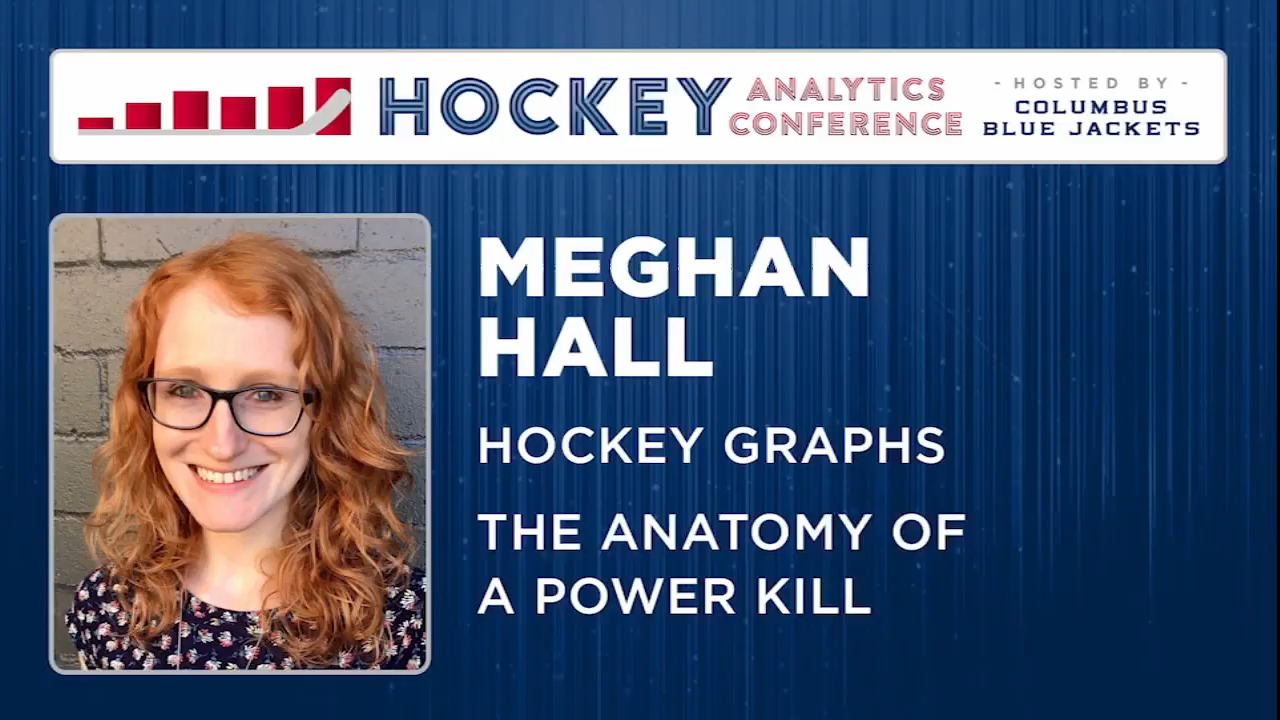 HOCKEY
ANALYTICS
CONFERENCE
- HOSTED BY -
COLUMBUS
BLUE JACKETS
MEGHAN
HALL
HOCKEY GRAPHS
THE ANATOMY OF
A POWER KILL